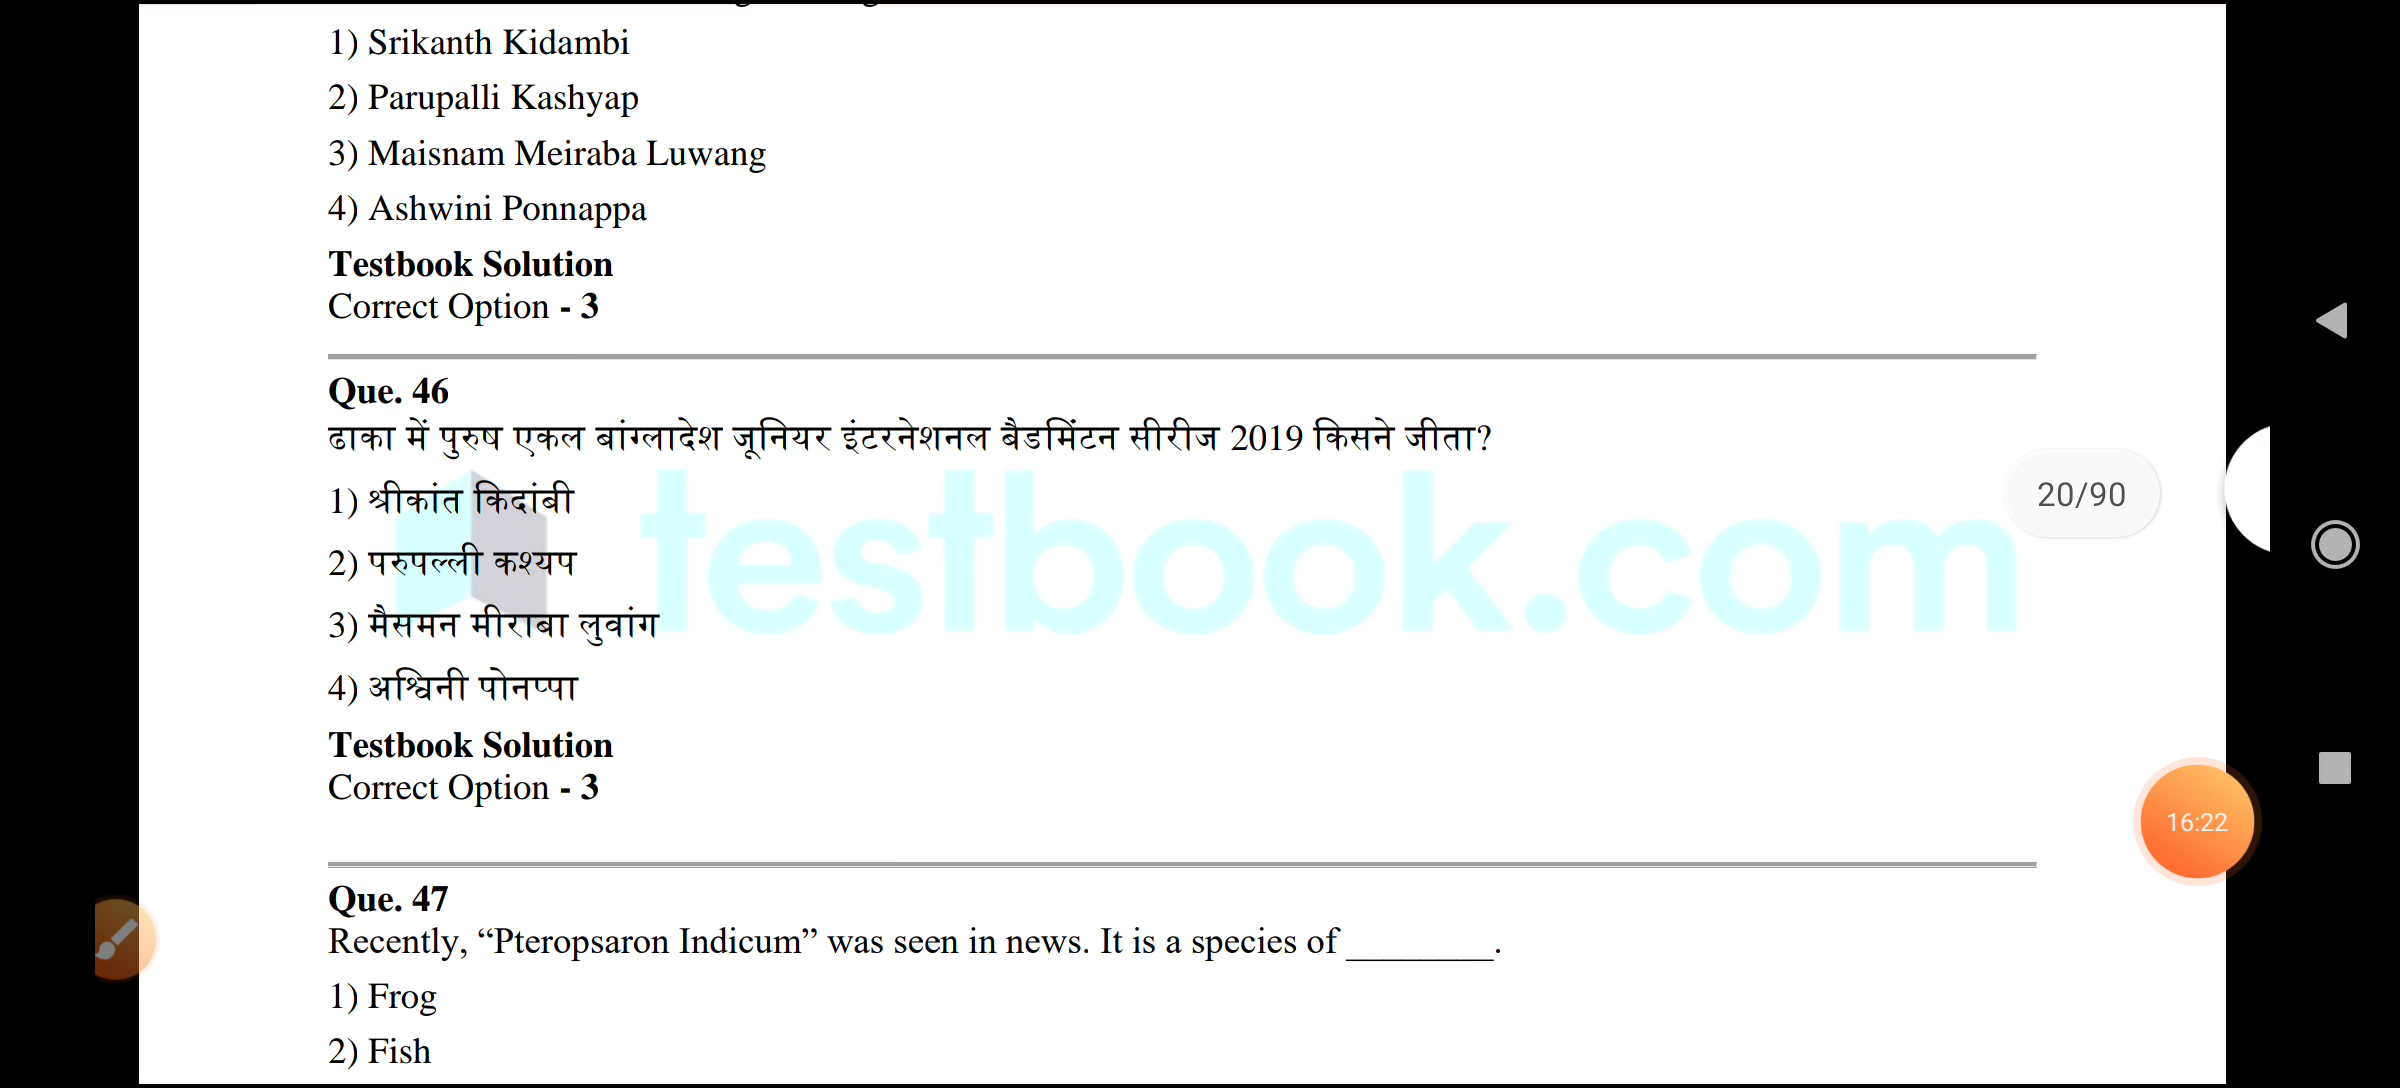 1) Srikanth Kidambi
2) Parupalli Kashyap
3) Maisnam Meiraba Luwang
4) Ashwini Ponnappa
Testbook Solution
Correct Option - 3
Que. 46
ढाका में पुरुष एकल बांग्लादेश जूनियर इंटरनेशनल बैडमिंटन सीरीज 2019 किसने जीता?
1) श्रीकांत किदांबी
2) परुपल्ली कश्यप
3) मैसमन मीराबा लुवांग
4) अश्विनी पोनप्पा
testbook.com
20/90
Testbook Solution
Correct Option - 3
16:22
Que. 47
Recently, “Pteropsaron Indicum” was seen in news. It is a species of ________.
1) Frog
2) Fish